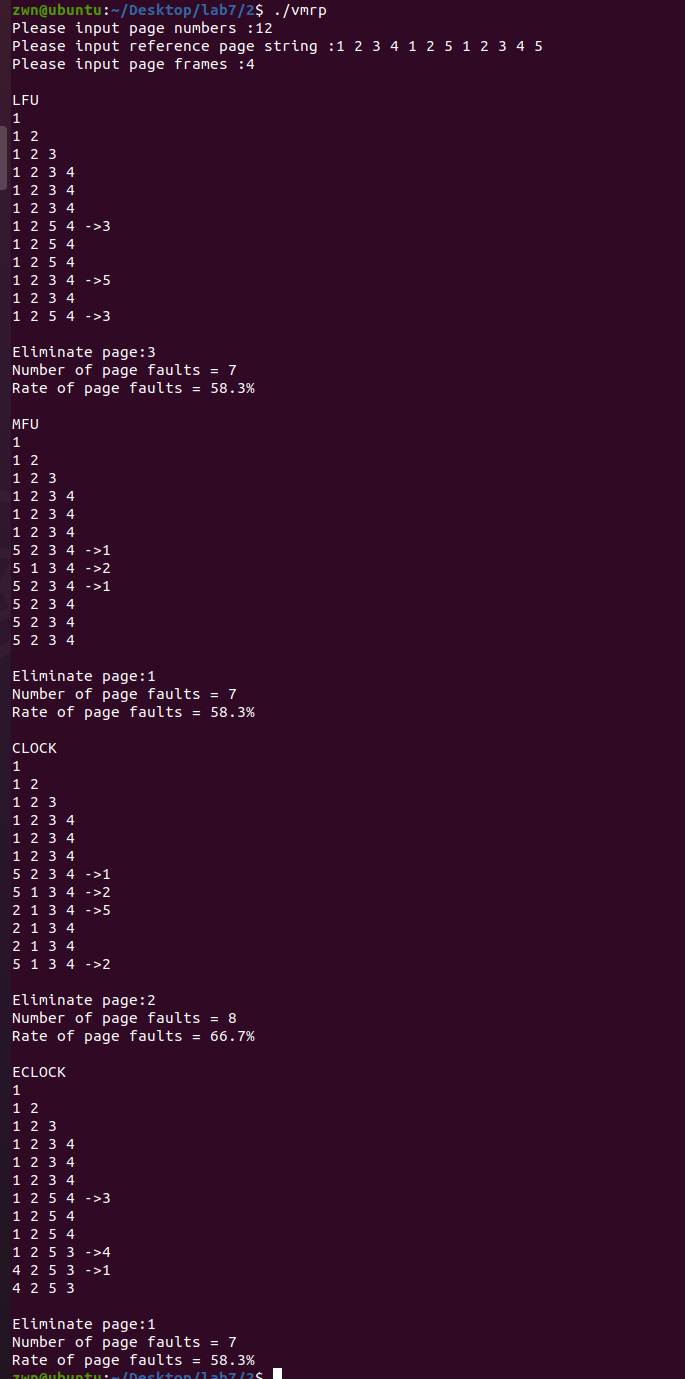 zwn@ubuntu:~/Desktop/lab7/2$ ./vmrp
Please input page numbers :12
Please input reference page string :1 2 3 4 1 2 5 1 2 3 4 5
Please input page frames :4

LFU
1
1 2
1 2 3
1 2 3 4
1 2 3 4
1 2 3 4
1 2 5 4 ->3
1 2 5 4
1 2 5 4
1 2 3 4 ->5
1 2 3 4
1 2 5 4 ->3

Eliminate page:3
Number of page faults = 7
Rate of page faults = 58.3%

MFU
1
1 2
1 2 3
1 2 3 4
1 2 3 4
1 2 3 4
5 2 3 4 ->1
5 1 3 4 ->2
5 2 3 4 ->1
5 2 3 4
5 2 3 4
5 2 3 4

Eliminate page:1
Number of page faults = 7
Rate of page faults = 58.3%

CLOCK
1
1 2
1 2 3
1 2 3 4
1 2 3 4
1 2 3 4
5 2 3 4 ->1
5 1 3 4 ->2
2 1 3 4 ->5
2 1 3 4
2 1 3 4
5 1 3 4 ->2

Eliminate page:2
Number of page faults = 8
Rate of page faults = 66.7%

ECLOCK
1
1 2
1 2 3
1 2 3 4
1 2 3 4
1 2 3 4
1 2 5 4 ->3
1 2 5 4
1 2 5 4
1 2 5 3 ->4
4 2 5 3 ->1
4 2 5 3

Eliminate page:1
Number of page faults = 7
Rate of page faults = 58.3%
zwn@ubuntu:~/Desktop/lab7/2$